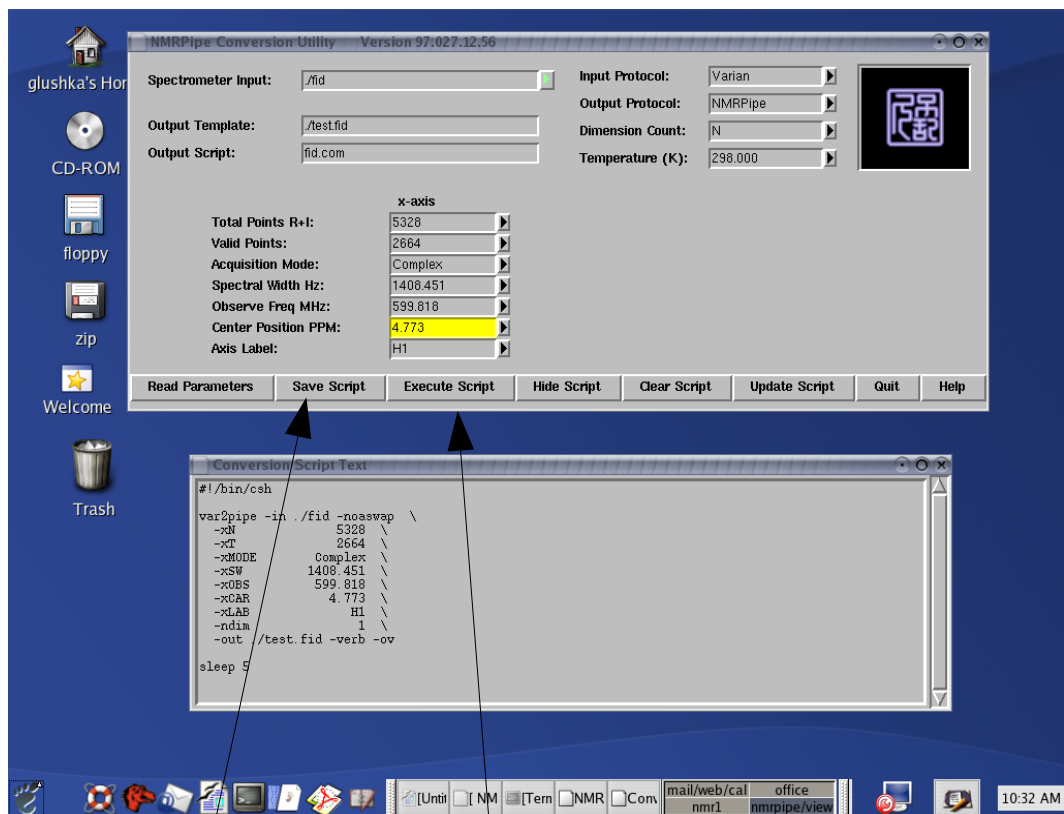 NMRPipe Conversion Utility Version 97.027.12.56
glushka's Hor
CD-ROM
floppy
zip
Welcome
Trash
Spectrometer Input: ./fid
Output Template: ./test.fid
Output Script: fid.com
Input Protocol: Varian
Output Protocol: NMRPipe
Dimension Count: N
Temperature (K): 298.000
x-axis
Total Points R+I: 5328
Valid Points: 2664
Acquisition Mode: Complex
Spectral Width Hz: 1408.451
Observe Freq MHz: 599.818
Center Position PPM: 4.773
Axis Label: H1
Read Parameters Save Script Execute Script Hide Script Clear Script Update Script Quit Help
Conversion Script Text
#!/bin/csh
var2pipe -in ./fid -noaswap \
-xN 5328 \
-xT 2664 \
-xMODE Complex \
-xSW 1408.451 \
-xOBS 599.818 \
-xCAR 4.773 \
-xLAB H1 \
-ndim 1 \
-out ./test.fid -verb -ov
sleep 5
[Untit [ NM [Tern NMR Conv
mail/web/cal office
nmr1 nmrpipe/view
10:32 AM